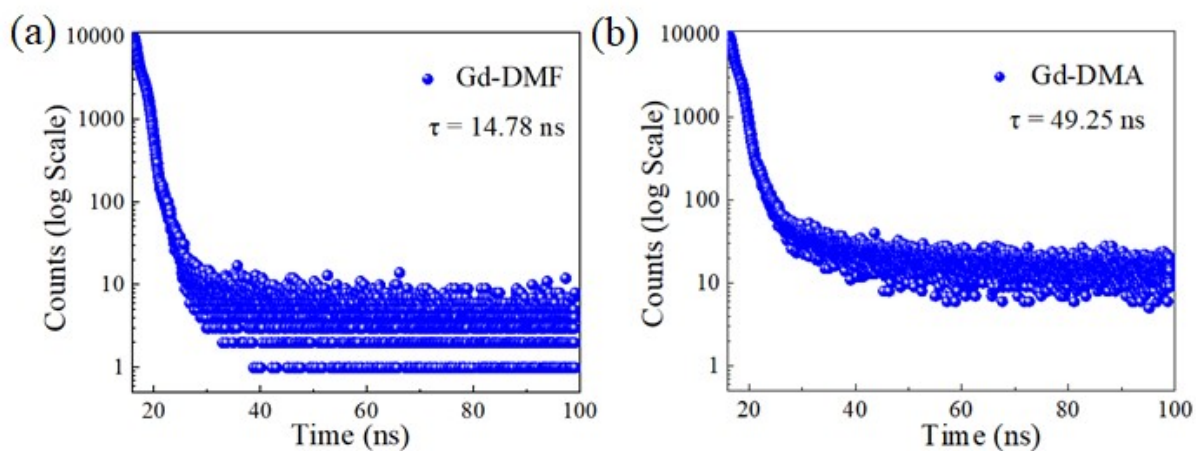 (a)
10000
1000
100
10
1
Counts (log Scale)
Gd-DMF
τ = 14.78 ns
20
40
60
80
100
Time (ns)
(b)
10000
1000
100
10
1
Counts (log Scale)
Gd-DMA
τ = 49.25 ns
20
40
60
80
100
Time (ns)